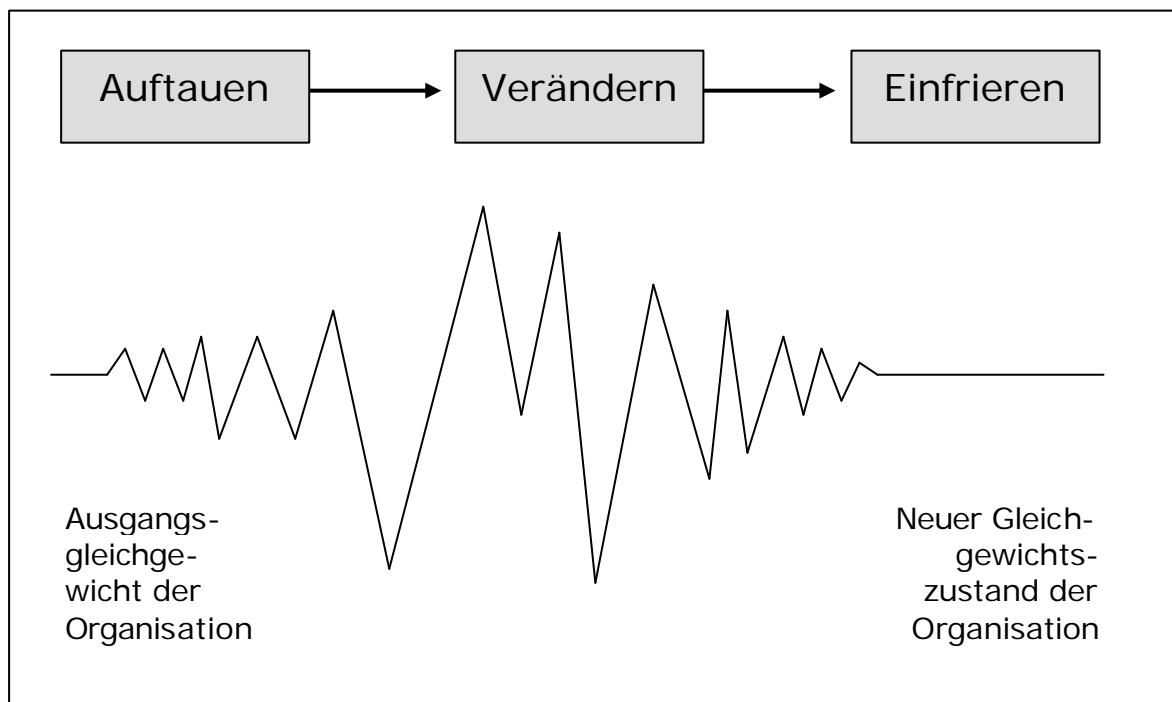 Auftauen
Verändern
Einfrieren
Ausgangs-
gleichge-
wicht der
Organisation
Neuer Gleich-
gewichts-
zustand der
Organisation